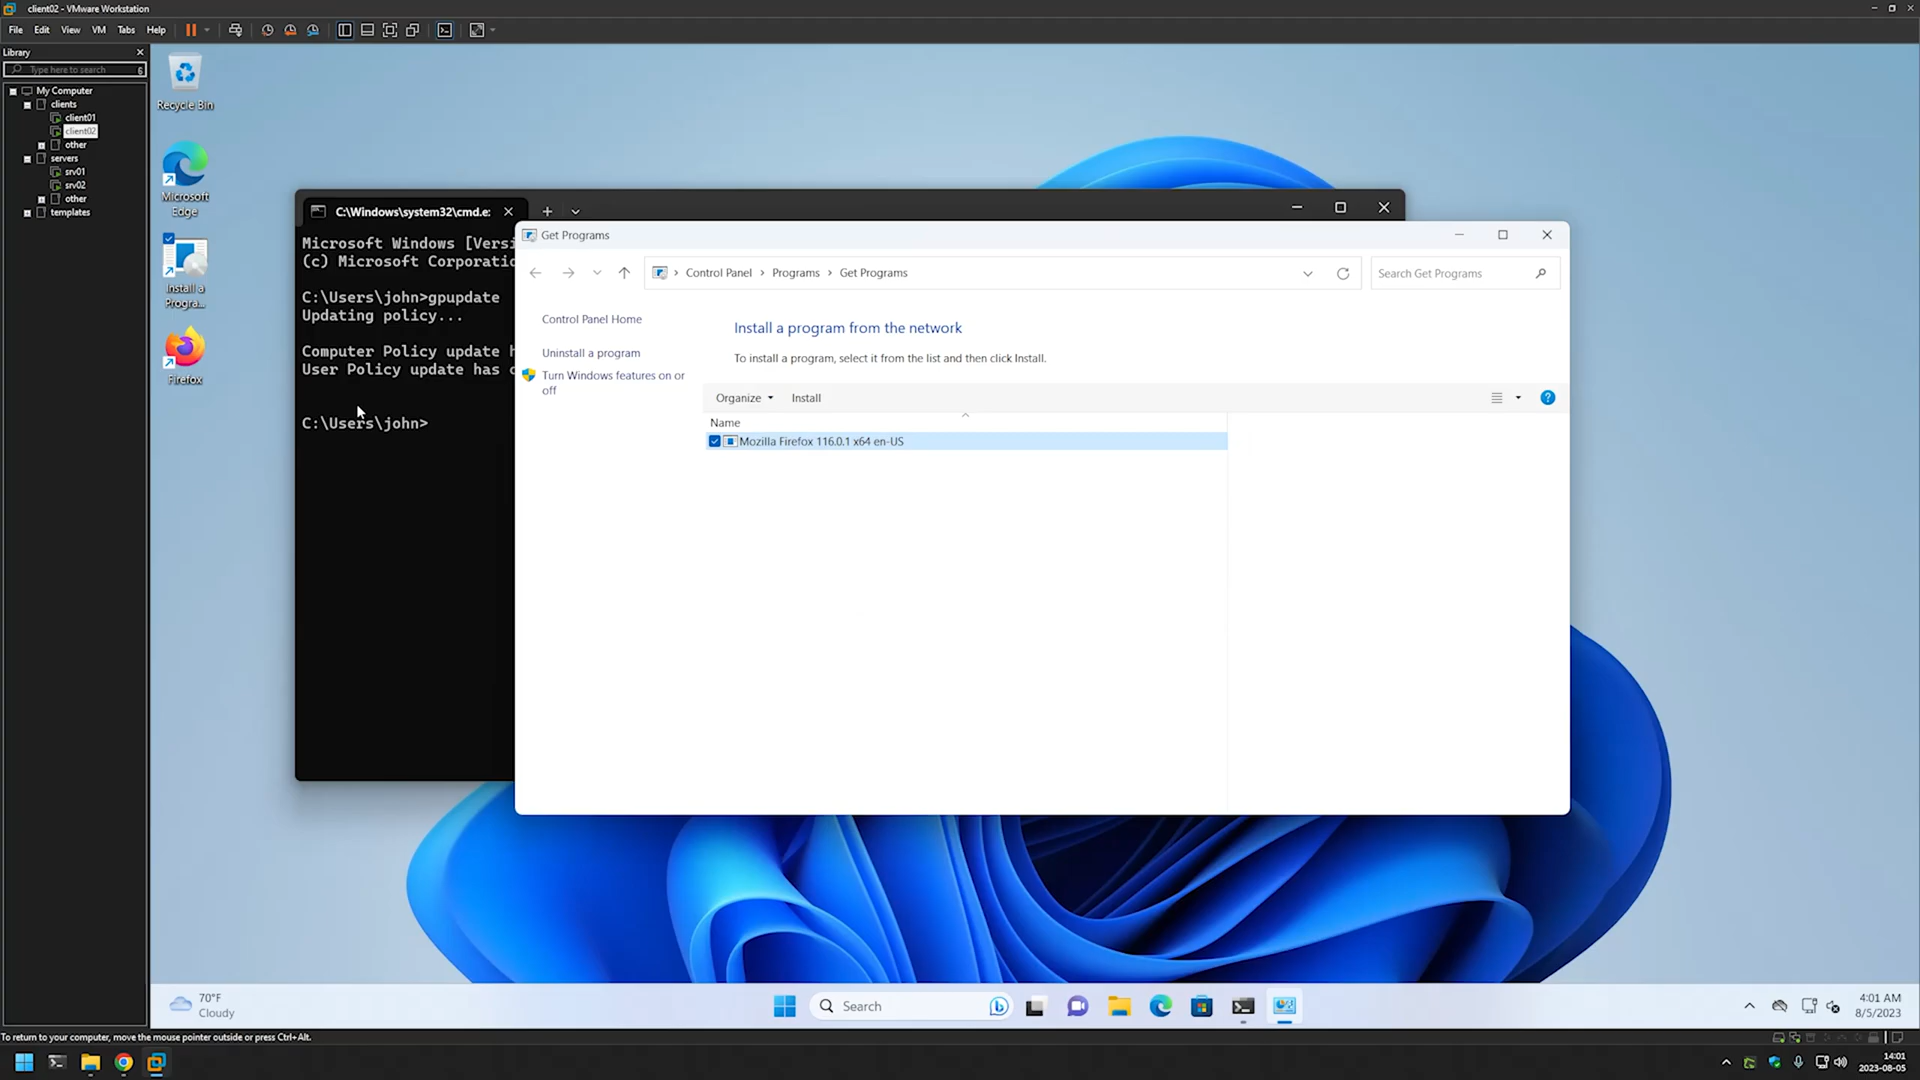 client02 - VMware Workstation
File Edit View VM Tabs Help
Library
Type here to search
My Computer
clients
client01
client02
other
servers
srv01
srv02
other
templates
Recycle Bin
Microsoft
Edge
Install a
Progra...
Firefox
C:\Windows\system32\cmd.e:
Microsoft Windows [Versi
(c) Microsoft Corporatio
C:\Users\john>gpupdate
Updating policy...
Computer Policy update h
User Policy update has c
C:\Users\john>
Get Programs
Control Panel > Programs > Get Programs
Search Get Programs
Control Panel Home
Uninstall a program
Turn Windows features on or
off
Install a program from the network
To install a program, select it from the list and then click Install.
Organize Install
Name
Mozilla Firefox 116.0.1 x64 en-US
70°F
Cloudy
Search
4:01 AM
8/5/2023
To return to your computer, move the mouse pointer outside or press Ctrl+Alt.
14:01
2023-08-05